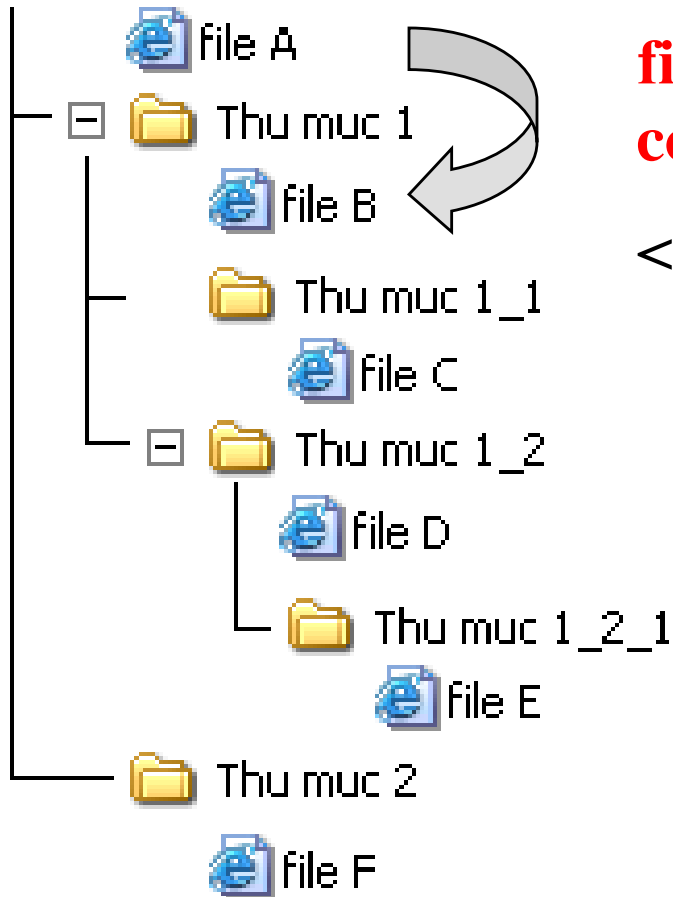 file A
Thu muc 1
file B
Thu muc 1_1
file C
Thu muc 1_2
file D
Thu muc 1_2_1
file E
Thu muc 2
file F
fi
<